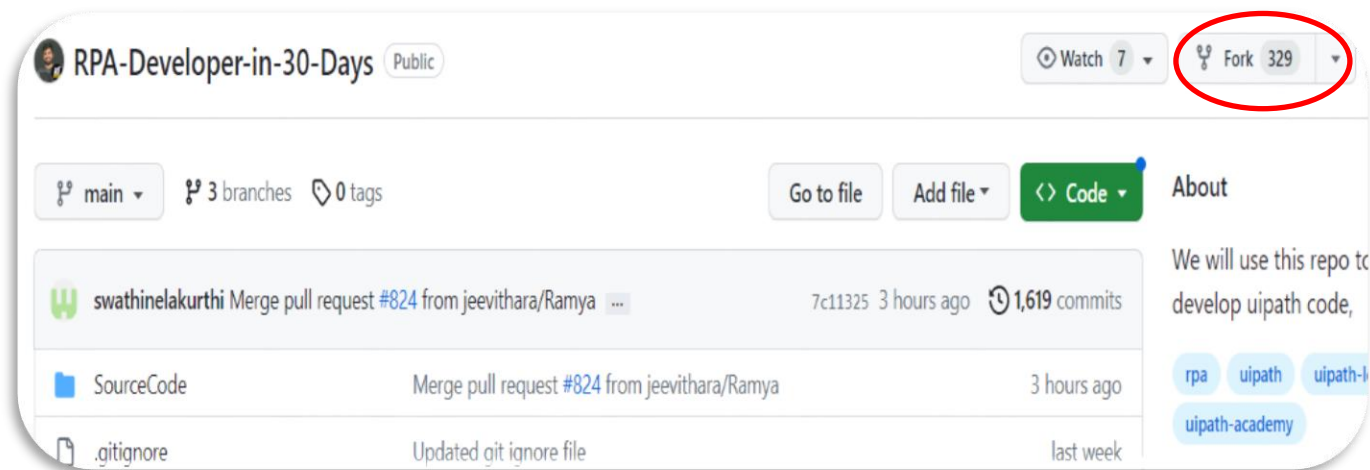 RPA-Developer-in-30-Days Public
Watch 7
Fork 329
main 3 branches 0 tags
Go to file Add file <> Code
About
We will use this repo to
develop uipath code,
swathinelakurthi Merge pull request #824 from jeevithara/Ramya ...
7c11325 3 hours ago 1,619 commits
rpa uipath
uipath-academy
SourceCode Merge pull request #824 from jeevithara/Ramya 3 hours ago
.gitignore Updated git ignore file last week